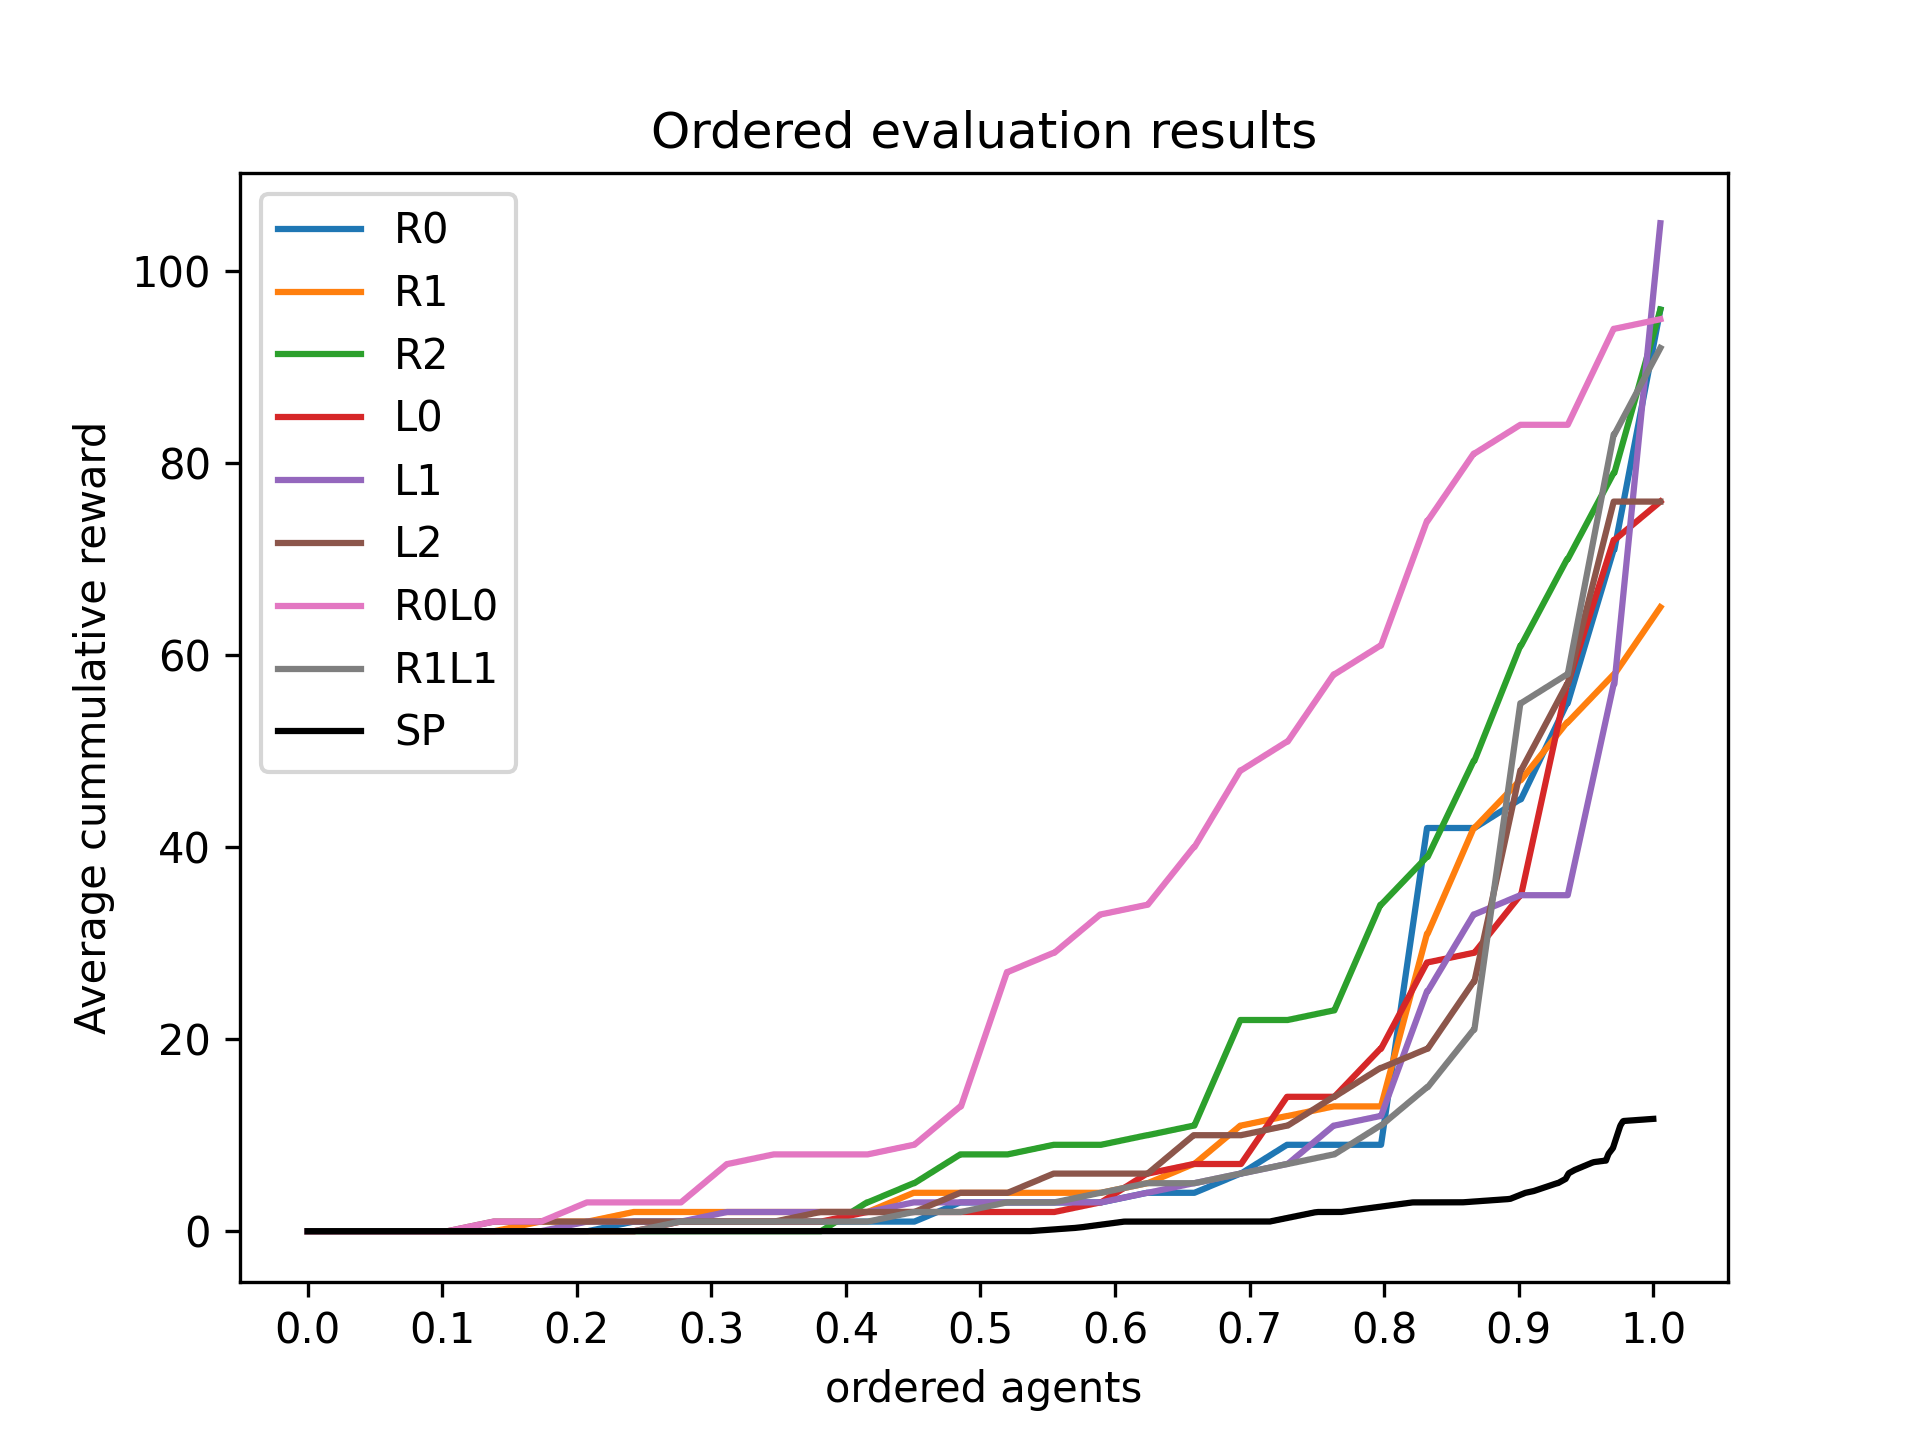 Ordered evaluation results
R0
R1
R2
L0
L1
L2
R0L0
R1L1
SP
Average cummulative reward
100
80
60
40
20
0
0.0 0.1 0.2 0.3 0.4 0.5 0.6 0.7 0.8 0.9 1.0
ordered agents